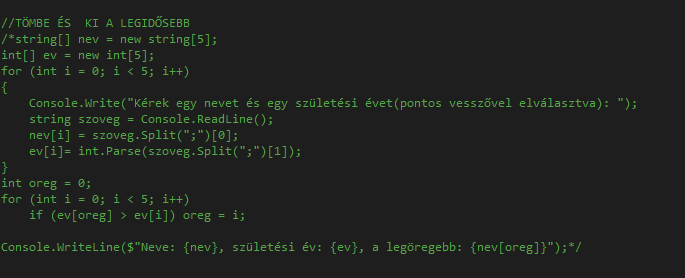 //TÖMBE ÉS  KI A LEGIDŐSEBB
/*string[] nev = new string[5];
int[] ev = new int[5];
for (int i = 0; i < 5; i++)
{
    Console.Write("Kérek egy nevet és egy születési évet(pontos vesszővel elválasztva): ");
    string szoveg = Console.ReadLine();
    nev[i] = szoveg.Split(";")[0];
    ev[i]= int.Parse(szoveg.Split(";")[1]);
}
int oreg = 0;
for (int i = 0; i < 5; i++)
    if (ev[oreg] > ev[i]) oreg = i;

Console.WriteLine($"Neve: {nev}, születési év: {ev}, a legöregebb: {nev[oreg]}");*/